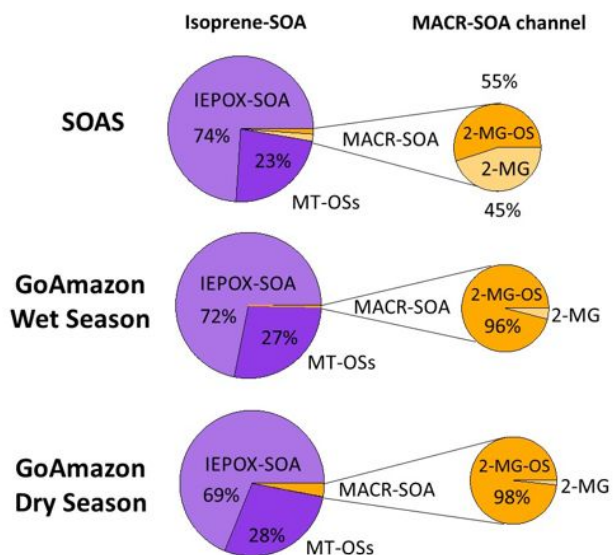 Isoprene-SOA
MACR-SOA channel
SOAS
IEPOX-SOA
74%
23%
MT-OSs
MACR-SOA
55%
2-MG-OS
2-MG
45%
GoAmazon
Wet Season
IEPOX-SOA
72%
27%
MT-OSs
MACR-SOA
2-MG-OS
96%
2-MG
GoAmazon
Dry Season
IEPOX-SOA
69%
28%
MT-OSs
MACR-SOA
2-MG-OS
98%
2-MG